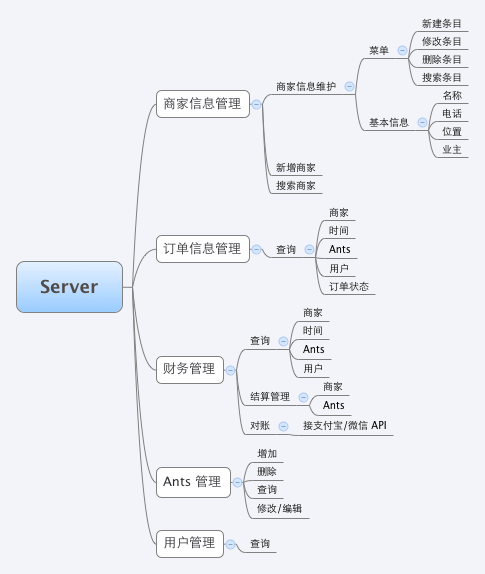 Server
商家信息管理
商家信息维护
菜单
新建条目
修改条目
删除条目
搜索条目
基本信息
名称
电话
位置
业主
新增商家
搜索商家
订单信息管理
查询
商家
时间
Ants
用户
订单状态
财务管理
查询
商家
时间
Ants
用户
结算管理
商家
Ants
对账
接支付宝/微信 API
Ants 管理
增加
删除
查询
修改/编辑
用户管理
查询